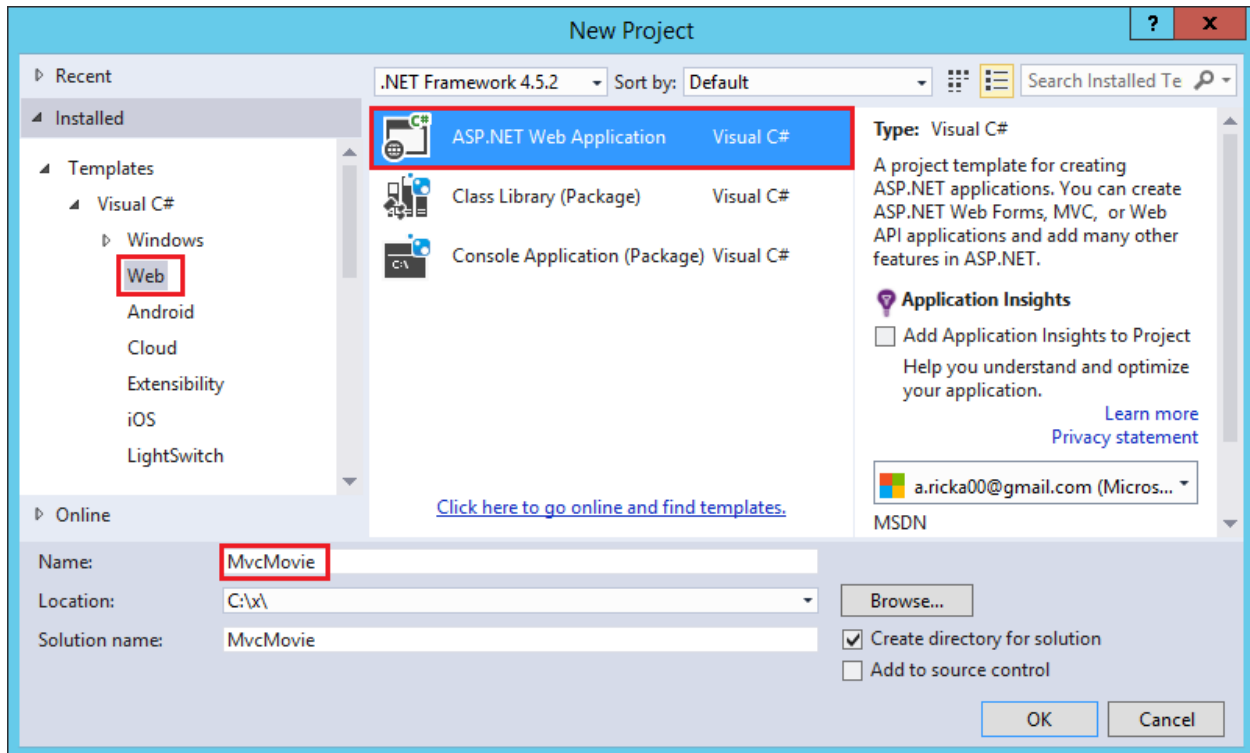 New Project
?
x
Recent
Installed
Templates
Visual C#
Windows
Web
Android
Cloud
Extensibility
iOS
LightSwitch
Online
.NET Framework 4.5.2 Sort by: Default Search Installed Te
C#
ASP.NET Web Application Visual C#
Class Library (Package) Visual C#
C:\
Console Application (Package) Visual C#
Click here to go online and find templates.
Type: Visual C#
A project template for creating
ASP.NET applications. You can create
ASP.NET Web Forms, MVC, or Web
API applications and add many other
features in ASP.NET.
Application Insights
Add Application Insights to Project
Help you understand and optimize
your application.
Learn more
Privacy statement
a.ricka00@gmail.com (Micros...
MSDN
Name: MvcMovie
Location: C:\x\ Browse...
Solution name: MvcMovie
Create directory for solution
Add to source control
OK Cancel